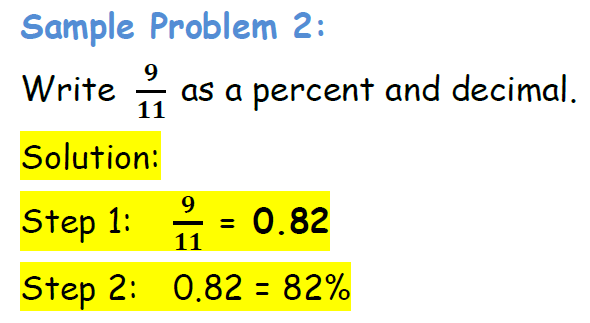 Sample Problem 2:
Write 9/11 as a percent and decimal.
Solution:
Step 1: 9/11 = 0.82
Step 2: 0.82 = 82%